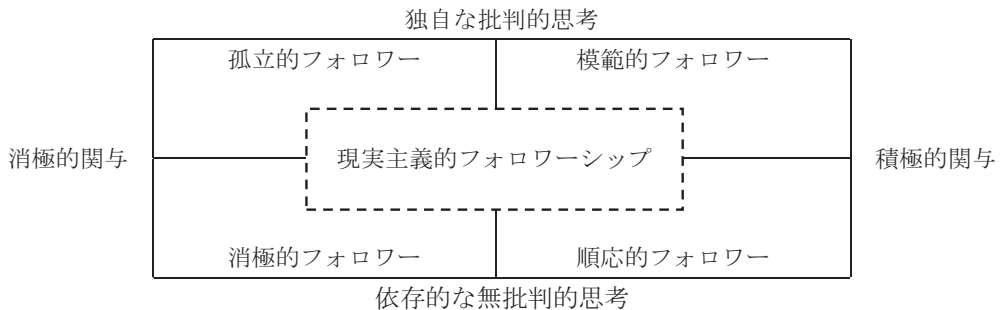 独自な批判的思考
孤立的フォロワー
模範的フォロワー
消極的関与
現実主義的フォロワーシップ
積極的関与
消極的フォロワー
順応的フォロワー
依存的な無批判的思考